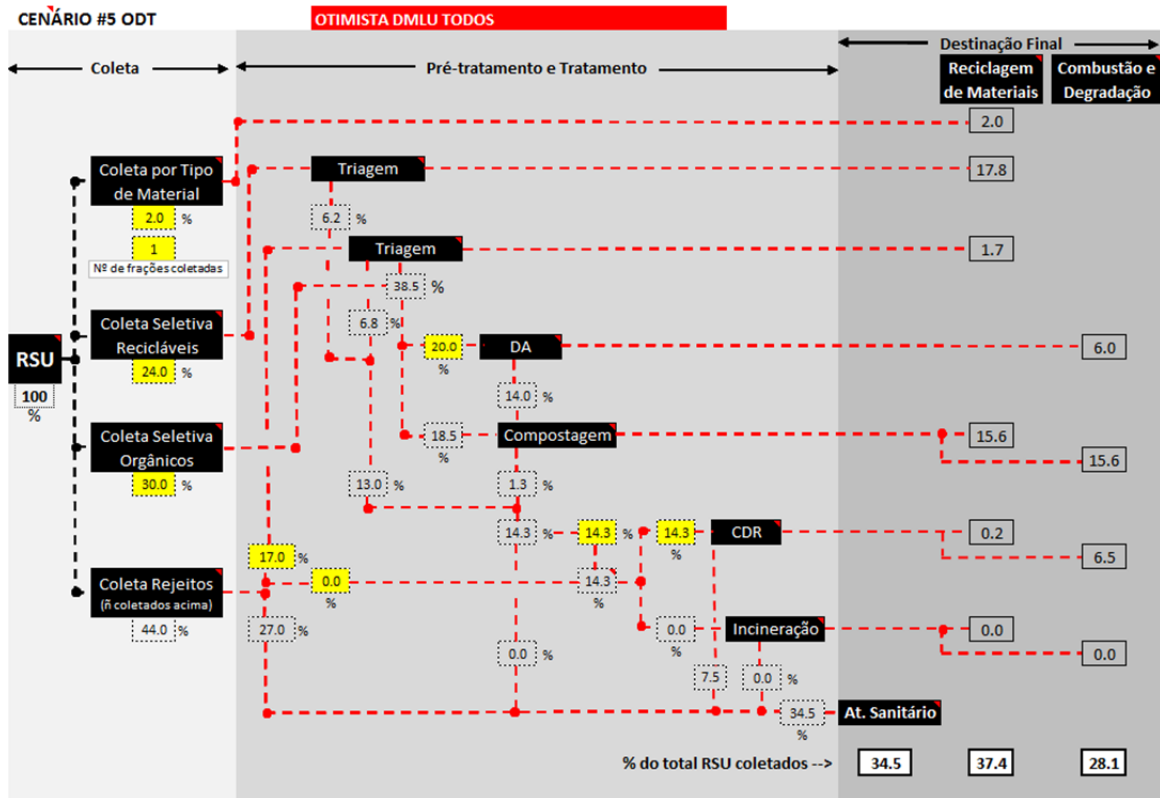 CENÁRIO #5 ODT
OTIMISTA DMLU TODOS
Destinação Final
Coleta
Pré-tratamento e Tratamento
Reciclagem
de Materiais
Combustão e
Degradação
2.0
Coleta por Tipo
de Material
Triagem
17.8
2.0 %
6.2 %
1
Nº de frações coletadas
Triagem
1.7
38.5 %
Coleta Seletiva
Recicláveis
6.8 %
RSU
20.0
%
DA
6.0
24.0 %
100
%
14.0 %
Coleta Seletiva
Orgânicos
18.5
%
Compostagem
15.6
15.6
30.0 %
13.0 %
1.3 %
14.3 %
14.3 %
14.3
%
CDR
0.2
17.0
%
6.5
Coleta Rejeitos
(ñ coletados acima)
0.0
%
14.3
%
44.0 %
27.0 %
0.0
%
Incineração
0.0
0.0 %
0.0
7.5
%
0.0
%
34.5
%
At. Sanitário
% do total RSU coletados -->
34.5
37.4
28.1